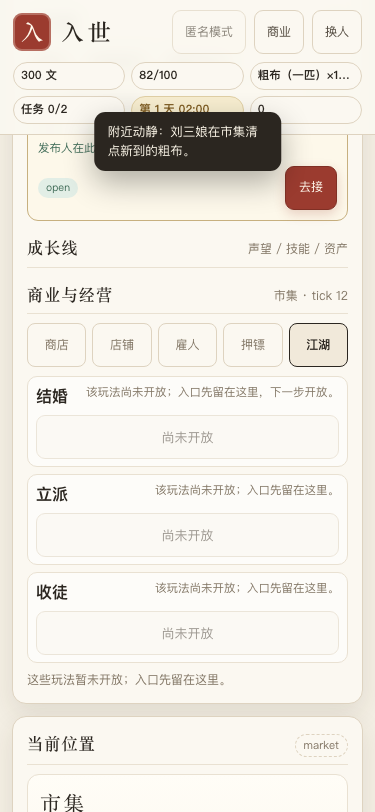 入 入世 匿名模式 商业 换人
300 文 82/100 粗布（一匹）×1...
任务 0/2 第 1 天 02:00 0
附近动静：刘三娘在市集清
点新到的粗布。
发布人在此
open 去接
成长线 声望 / 技能 / 资产
商业与经营 市集 · tick 12
商店 店铺 雇人 押镖 江湖
结婚 该玩法尚未开放；入口先留在这里，下一步开放。
尚未开放
立派 该玩法尚未开放；入口先留在这里。
尚未开放
收徒 该玩法尚未开放；入口先留在这里。
尚未开放
这些玩法暂未开放；入口先留在这里。
当前位置 market
市集